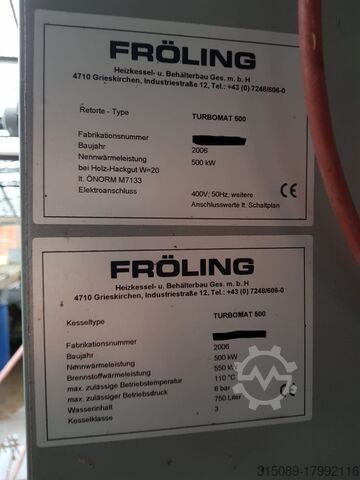 FRÖLING
Heizkessel- u. Behälterbau Ges. m. b. H
4710 Grieskirchen, Industriestraße 12, Tel.: +43 (0) 7248/606-0
Retorte - Type TURBOMAT 500
Fabrikationsnummer
Baujahr 2006
Nennwärmeleistung 500 kW
bei Holz-Hackgut W=20
lt. ÖNORM M7133
Elektroanschluss 400V; 50Hz; weitere
Anschlusswerte lt. Schaltplan
CE
FRÖLING
Heizkessel- u. Behälterbau Ges. m. b. H
4710 Grieskirchen, Industriestraße 12, Tel.: +43 (0) 7248/606-0
Kesseltype TURBOMAT 500
Fabrikationsnummer
Baujahr 2006
Nennwärmeleistung 500 kW
Brennstoffwärmeleistung 550 kW
max. zulässige Betriebstemperatur 110 °C
max. zulässiger Betriebsdruck 6 bar
Wasserinhalt 750 Liter
Kesselklasse 3
CE
315089-17992116